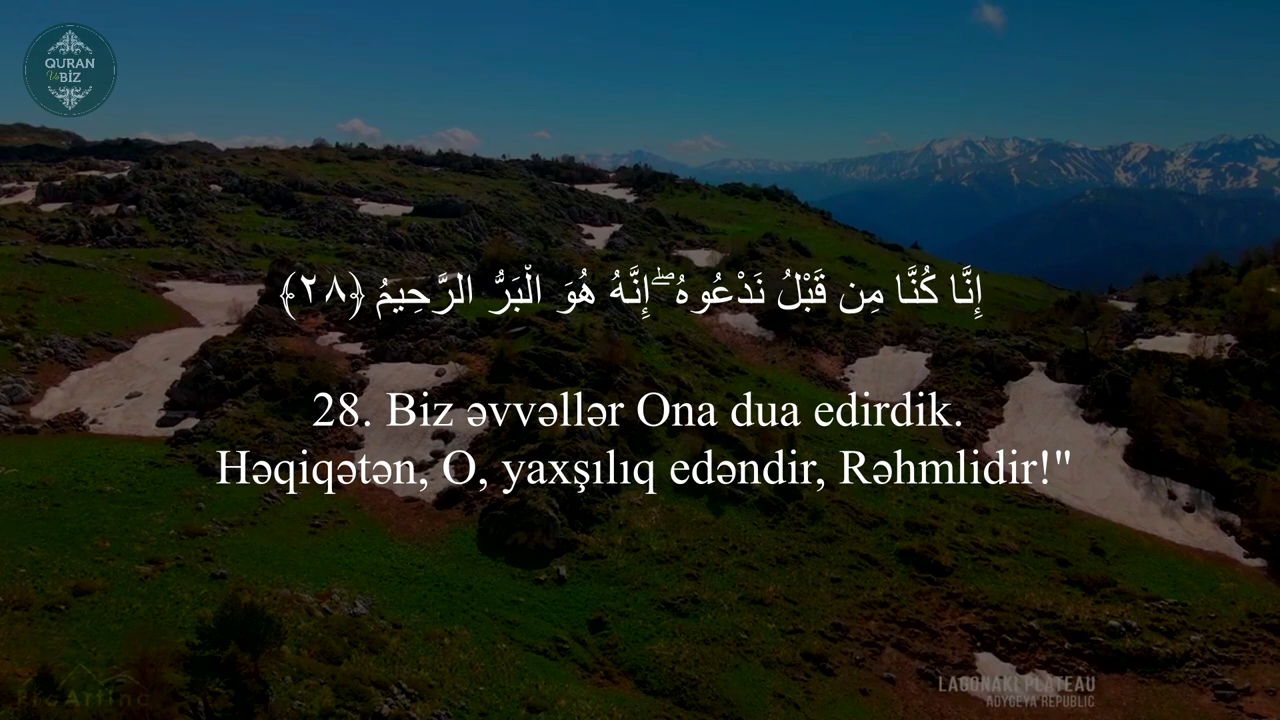 QURAN
Və
BİZ
إِنَّا كُنَّا مِن قَبْلُ نَدْعُوهُ ۖ إِنَّهُ هُوَ الْبَرُّ الرَّحِيمُ ﴿٢٨﴾
28. Biz əvvəllər Ona dua edirdik.
Həqiqətən, O, yaxşılıq edəndir, Rəhmlidir!"
LAGONAKI PLATEAU
ADYGEYA REPUBLIC